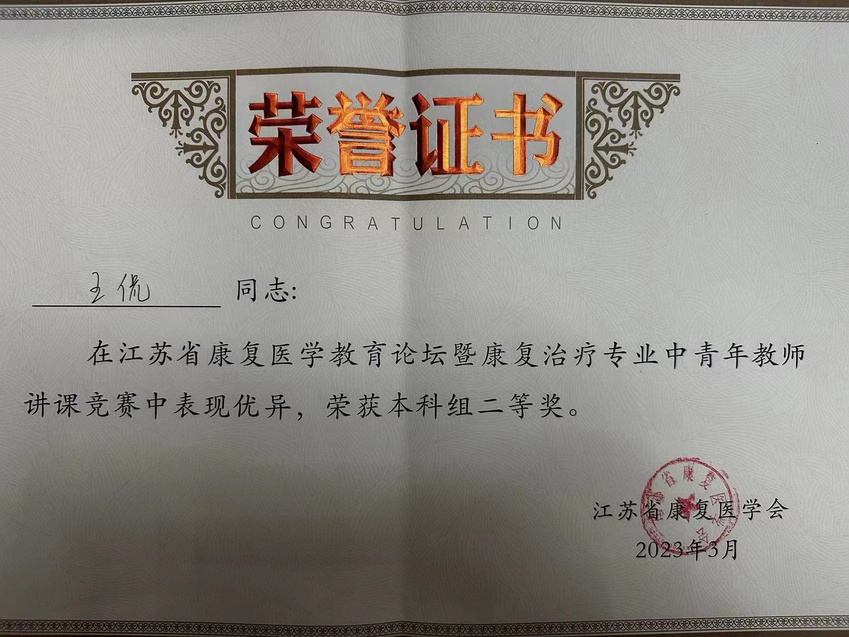 荣誉证书
CONGRATULATION
王侃 同志:
在江苏省康复医学教育论坛暨康复治疗专业中青年教师
讲课竞赛中表现优异，荣获本科组二等奖。
江苏省康复医学会
2023年3月